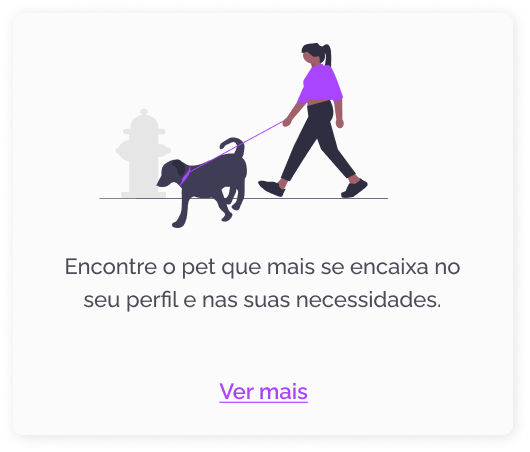 Encontre o pet que mais se encaixa no
seu perfil e nas suas necessidades.
Ver mais